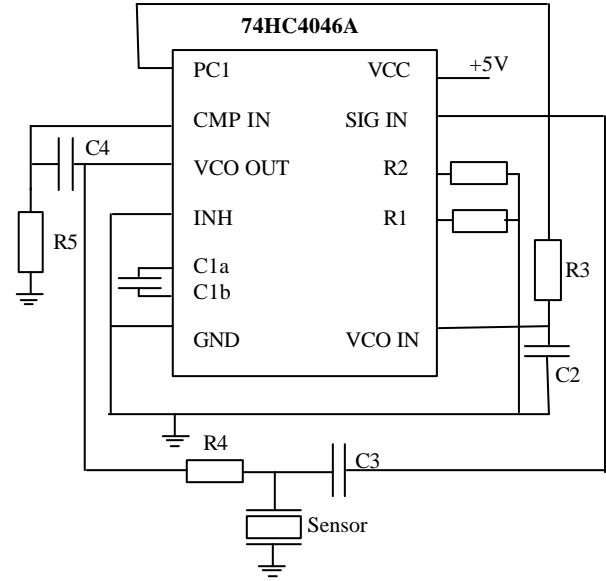 74HC4046A
PC1 VCC +5V
CMP IN SIG IN
C4
VCO OUT R2
INH R1
R5
C1a
R3
C1b
GND VCO IN
C2
R4
C3
Sensor